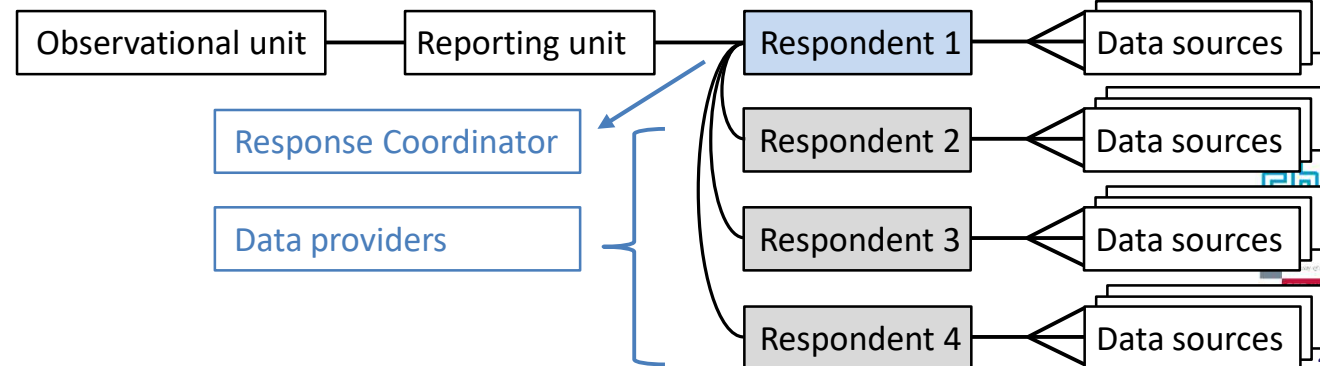 Observational unit
Reporting unit
Respondent 1
Data sources
Response Coordinator
Respondent 2
Data sources
Data providers
Respondent 3
Data sources
Respondent 4
Data sources